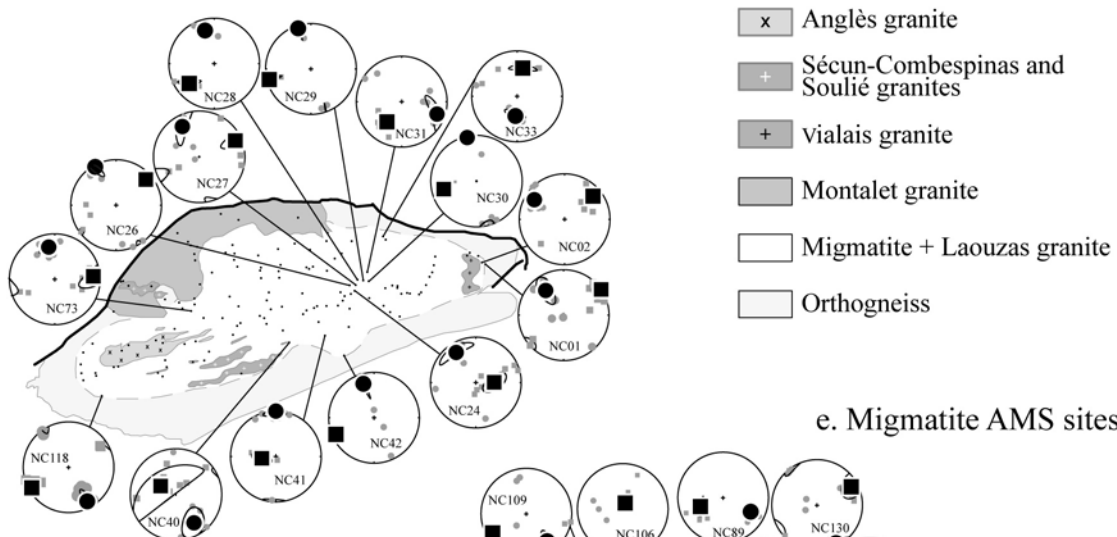 x Anglès granite
+ Sécun-Combespinas and
Soulié granites
+ Vialais granite
Montalet granite
Migmatite + Laouzas granite
Orthogneiss
NC28
NC29
NC31
NC33
NC27
NC30
NC26
NC02
NC73
NC01
NC24
NC42
NC41
NC118
NC40
e. Migmatite AMS sites
NC109
NC106
NC89
NC130